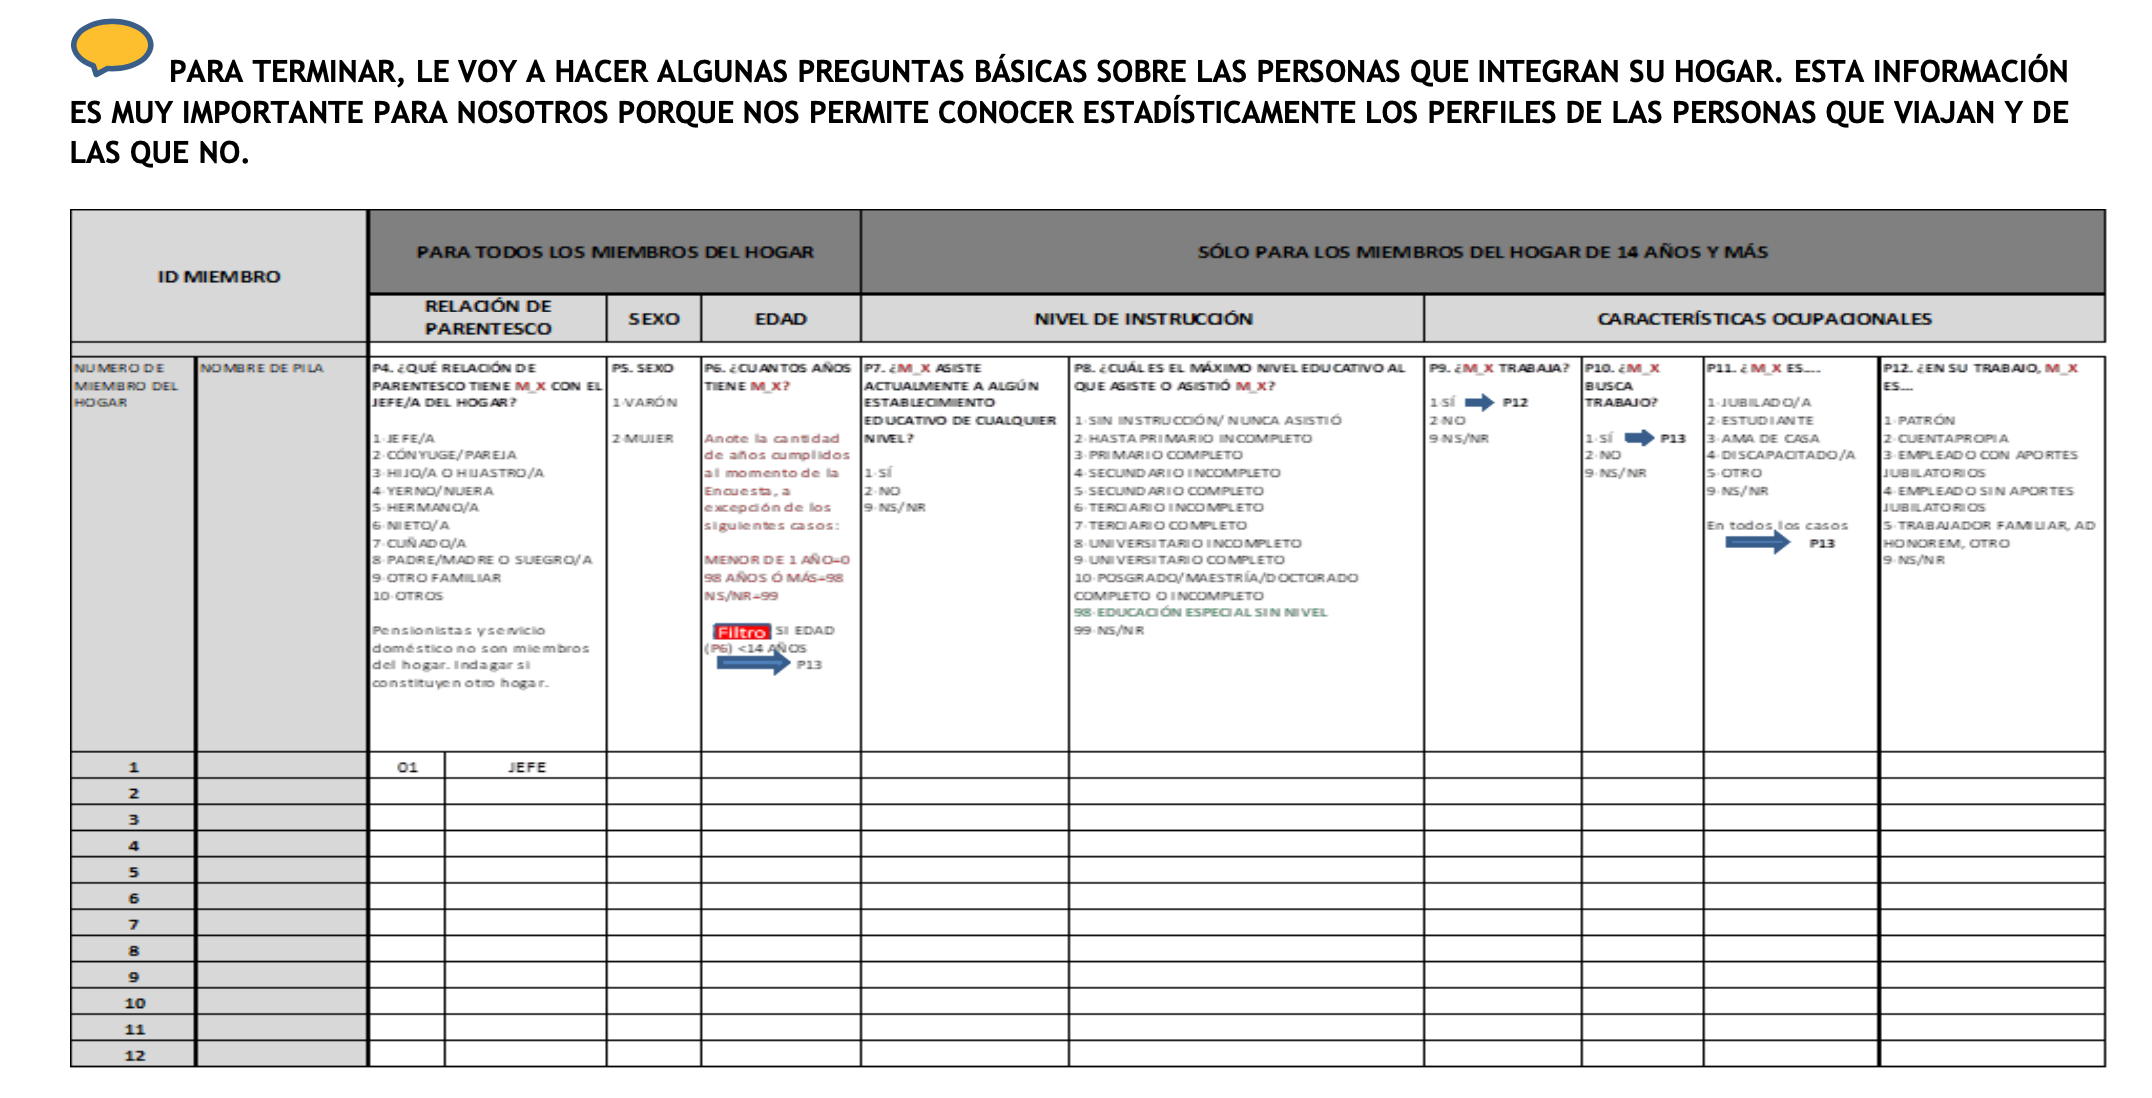 PARA TERMINAR, LE VOY A HACER ALGUNAS PREGUNTAS BÁSICAS SOBRE LAS PERSONAS QUE INTEGRAN SU HOGAR. ESTA INFORMACIÓN
ES MUY IMPORTANTE PARA NOSOTROS PORQUE NOS PERMITE CONOCER ESTADÍSTICAMENTE LOS PERFILES DE LAS PERSONAS QUE VIAJAN Y DE
LAS QUE NO.
ID MIEMBRO
PARA TODOS LOS MIEMBROS DEL HOGAR
SÓLO PARA LOS MIEMBROS DEL HOGAR DE 14 AÑOS Y MÁS
RELACIÓN DE
PARENTESCO
SEXO
EDAD
NIVEL DE INSTRUCCIÓN
CARACTERÍSTICAS OCUPACIONALES
NUMERO DE
MIEMBRO DEL
HOGAR
NOMBRE DE PILA
P4. ¿QUÉ RELACIÓN DE
PARENTESCO TIENE M_X CON EL
JEFE/A DEL HOGAR?
1-JEFE/A
2-CÓNYUGE/PAREJA
3-HIJO/A O HIJASTRO/A
4-YERNO/NUERA
5-HERMANO/A
6-NIETO/A
7-CUÑADO/A
8-PADRE/MADRE O SUEGRO/A
9-OTRO FAMILIAR
10-OTROS
Pensionistas y servicio
doméstico no son miembros
del hogar. Indagar si
constituyen otro hogar.
P5. SEXO
1-VARÓN
2-MUJER
P6. ¿CUANTOS AÑOS
TIENE M_X?
Anote la cantidad
de años cumplidos
al momento de la
Encuesta, a
excepción de los
siguientes casos:
MENOR DE 1 AÑO=0
98 AÑOS Ó MÁS=98
NS/NR=99
Filtro SI EDAD
(P6) <14 AÑOS
P13
P7. ¿M_X ASISTE
ACTUALMENTE A ALGÚN
ESTABLECIMIENTO
EDUCATIVO DE CUALQUIER
NIVEL?
1-SÍ
2-NO
9-NS/NR
P8. ¿CUÁL ES EL MÁXIMO NIVEL EDUCATIVO AL
QUE ASISTE O ASISTIÓ M_X?
1-SIN INSTRUCCIÓN/ NUNCA ASISTIÓ
2-HASTA PRIMARIO INCOMPLETO
3-PRIMARIO COMPLETO
4-SECUNDARIO INCOMPLETO
5-SECUNDARIO COMPLETO
6-TERCIARIO INCOMPLETO
7-TERCIARIO COMPLETO
8-UNIVERSITARIO INCOMPLETO
9-UNIVERSITARIO COMPLETO
10-POSGRADO/MAESTRÍA/DOCTORADO
COMPLETO O INCOMPLETO
98-EDUCACIÓN ESPECIAL SIN NIVEL
99-NS/NR
P9. ¿M_X TRABAJA?
1-SÍ P12
2-NO
9-NS/NR
P10. ¿M_X
BUSCA
TRABAJO?
1-SÍ P13
2-NO
9-NS/NR
P11. ¿M_X ES....
1-JUBILADO/A
2-ESTUDIANTE
3-AMA DE CASA
4-DISCAPACITADO/A
5-OTRO
9-NS/NR
En todos los casos
P13
P12. ¿EN SU TRABAJO, M_X
ES...
1-PATRÓN
2-CUENTAPROPIA
3-EMPLEADO CON APORTES
JUBILATORIOS
4-EMPLEADO SIN APORTES
JUBILATORIOS
5-TRABAJADOR FAMILIAR, AD
HONOREM, OTRO
9-NS/NR
1 01 JEFE
2
3
4
5
6
7
8
9
10
11
12